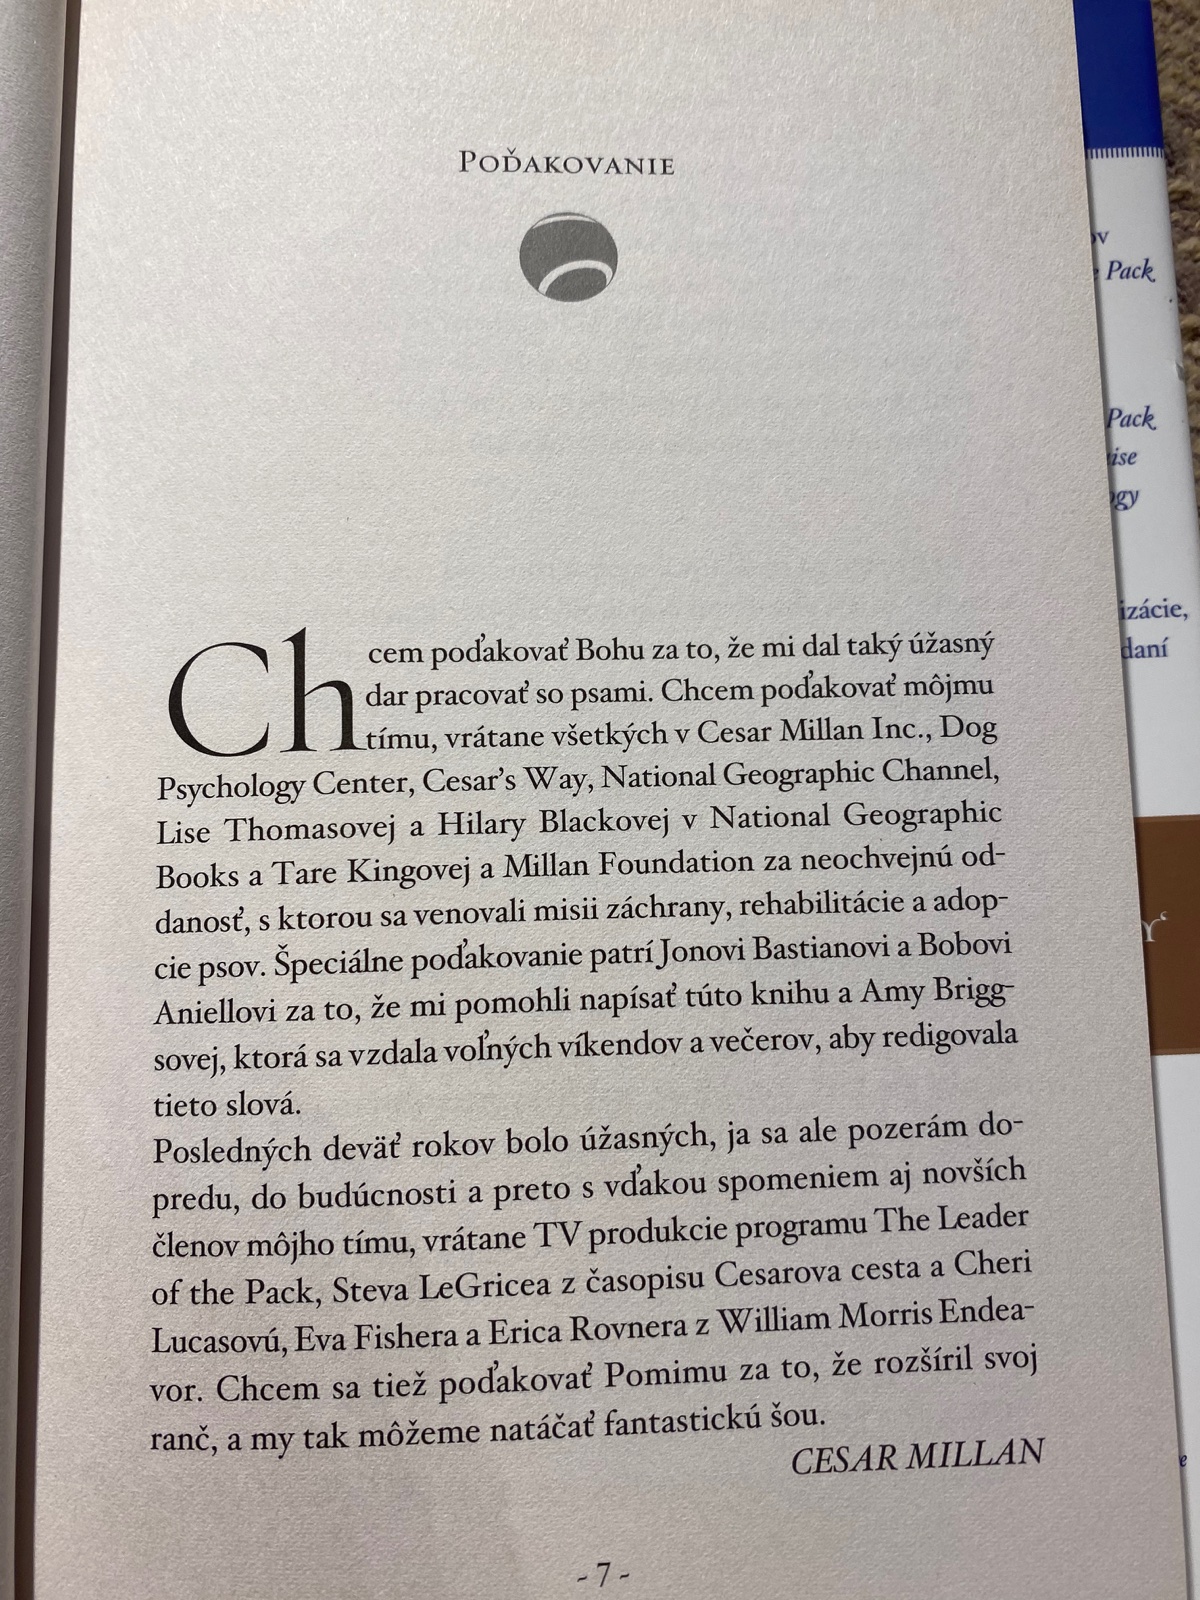 POĎAKOVANIE
Chcem poďakovať Bohu za to, že mi dal taký úžasný
dar pracovať so psami. Chcem poďakovať môjmu
tímu, vrátane všetkých v Cesar Millan Inc., Dog
Psychology Center, Cesar's Way, National Geographic Channel,
Lise Thomasovej a Hilary Blackovej v National Geographic
Books a Tare Kingovej a Millan Foundation za neochvejnú od-
danosť, s ktorou sa venovali misii záchrany, rehabilitácie a adop-
cie psov. Špeciálne poďakovanie patrí Jonovi Bastianovi a Bobovi
Aniellovi za to, že mi pomohli napísať túto knihu a Amy Brigg-
sovej, ktorá sa vzdala voľných víkendov a večerov, aby redigovala
tieto slová.
Posledných deväť rokov bolo úžasných, ja sa ale pozerám do-
predu, do budúcnosti a preto s vďakou spomeniem aj novších
členov môjho tímu, vrátane TV produkcie programu The Leader
of the Pack, Steva LeGricea z časopisu Cesarova cesta a Cheri
Lucasovú, Eva Fishera a Erica Rovnera z William Morris Endea-
vor. Chcem sa tiež poďakovať Pomimu za to, že rozšíril svoj
ranč, a my tak môžeme natáčať fantastickú šou.
CESAR MILLAN
- 7 -
Pack
Pack